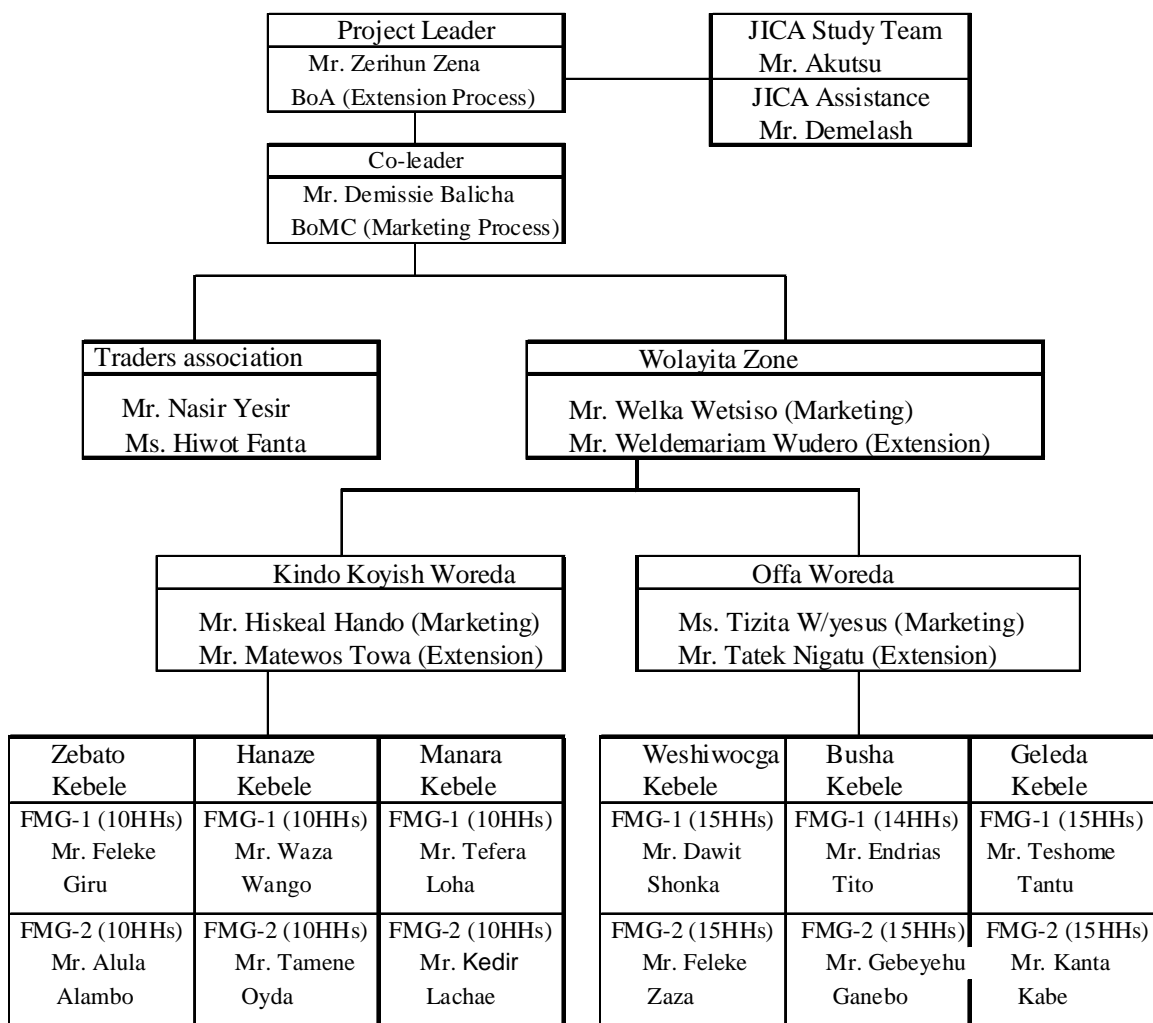 Project Leader
Mr. Zerihun Zena
BoA (Extension Process)
JICA Study Team
Mr. Akutsu
JICA Assistance
Mr. Demelash
Co-leader
Mr. Demissie Balicha
BoMC (Marketing Process)
Traders association
Mr. Nasir Yesir
Ms. Hiwot Fanta
Wolayita Zone
Mr. Welka Wetsiso (Marketing)
Mr. Weldemariam Wudero (Extension)
Kindo Koyish Woreda
Mr. Hiskeal Hando (Marketing)
Mr. Matewos Towa (Extension)
Offa Woreda
Ms. Tizita W/yesus (Marketing)
Mr. Tatek Nigatu (Extension)
Zebato
Kebele
FMG-1 (10HHs)
Mr. Feleke
Giru
FMG-2 (10HHs)
Mr. Alula
Alambo
Hanaze
Kebele
FMG-1 (10HHs)
Mr. Waza
Wango
FMG-2 (10HHs)
Mr. Tamene
Oyda
Manara
Kebele
FMG-1 (10HHs)
Mr. Tefera
Loha
FMG-2 (10HHs)
Mr. Kedir
Lachae
Weshiwocga
Kebele
FMG-1 (15HHs)
Mr. Dawit
Shonka
FMG-2 (15HHs)
Mr. Feleke
Zaza
Busha
Kebele
FMG-1 (14HHs)
Mr. Endrias
Tito
FMG-2 (15HHs)
Mr. Gebeyehu
Ganebo
Geleda
Kebele
FMG-1 (15HHs)
Mr. Teshome
Tantu
FMG-2 (15HHs)
Mr. Kanta
Kabe